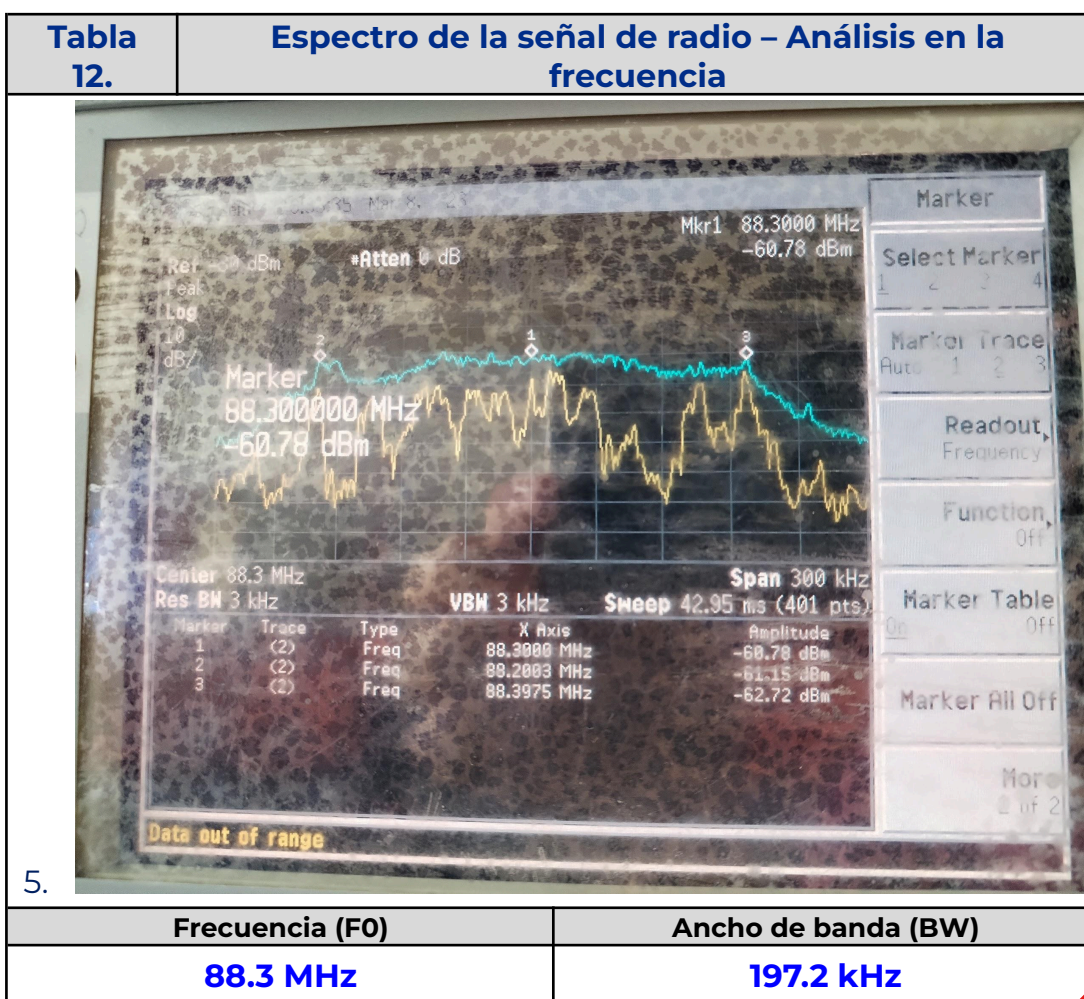 Tabla
12.
Espectro de la señal de radio – Análisis en la
frecuencia
Marker
Mkr1 88.3000 MHz
-60.78 dBm
Ref dBm #Atten 0 dB
Peak
Log
10
dB/
2 1 3
Marker
88.300000 MHz
-60.78 dBm
Center 88.3 MHz
Span 300 kHz
Res BW 3 kHz VBW 3 kHz Sweep 42.95 ms (401 pts)
Marker Trace Type X Axis Amplitude
1 (2) Freq 88.3000 MHz -60.78 dBm
2 (2) Freq 88.2003 MHz -61.15 dBm
3 (2) Freq 88.3975 MHz -62.72 dBm
Data out of range
Select Marker
1 2 3 4
Marker Trace
Auto 1 2 3
Readout
Frequency
Function
Off
Marker Table
On Off
Marker All Off
More
of 2
5.
Frecuencia (F0)
Ancho de banda (BW)
88.3 MHz
197.2 kHz